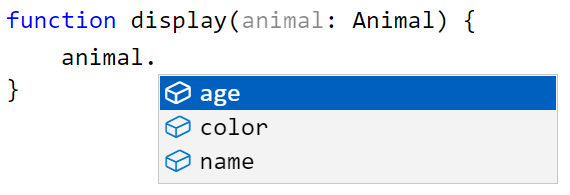 function display(animal: Animal) {
    animal.
}
age
color
name